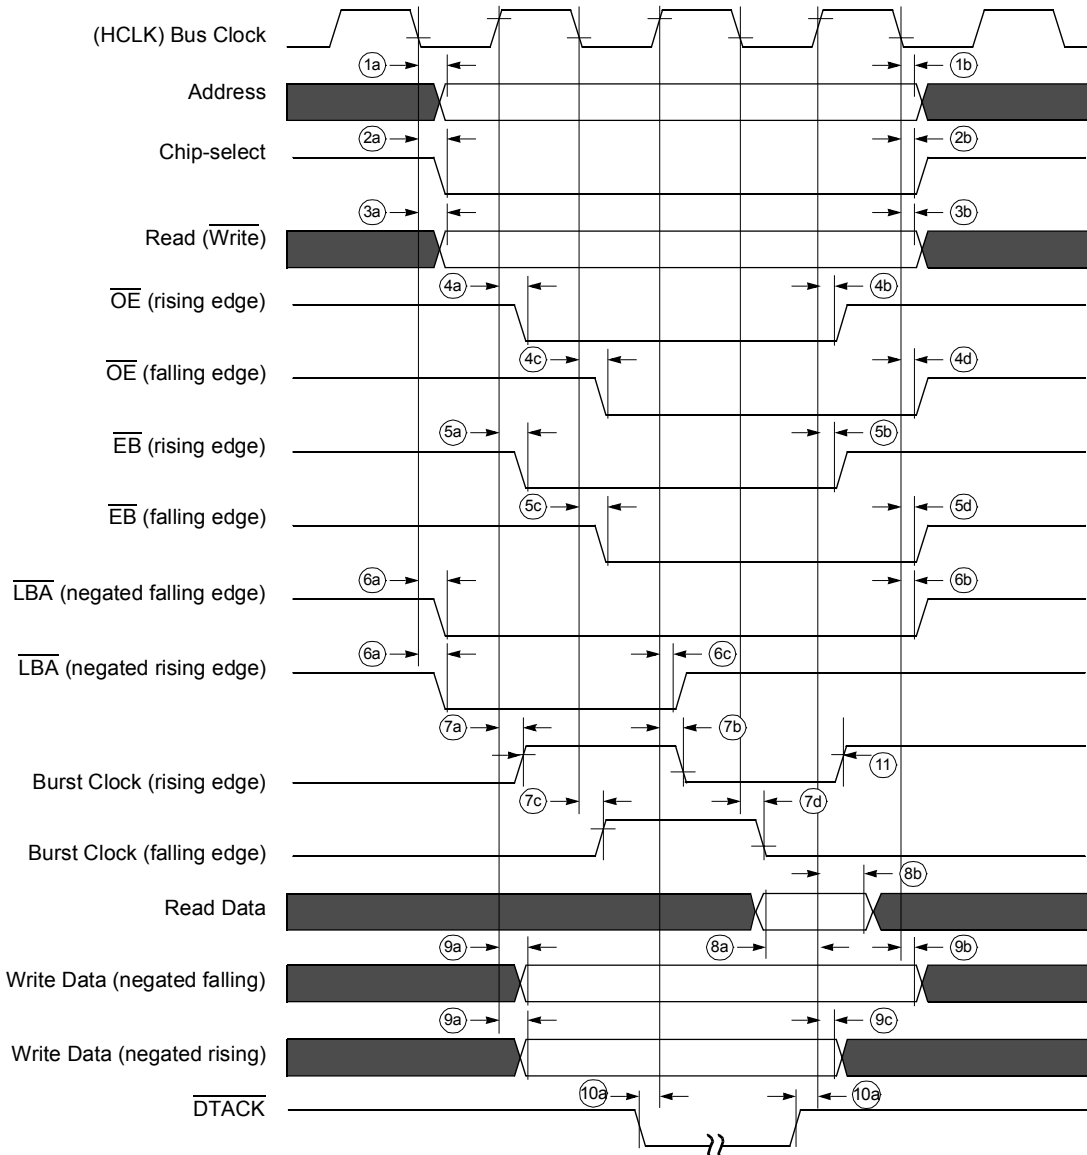 (HCLK) Bus Clock
1a 1b
Address
2a 2b
Chip-select
3a 3b
Read (Write)
4a 4b
OE (rising edge)
4c 4d
OE (falling edge)
5a 5b
EB (rising edge)
5c 5d
EB (falling edge)
6a 6b
LBA (negated falling edge)
6a 6c
LBA (negated rising edge)
7a 7b
Burst Clock (rising edge) 11
7c 7d
Burst Clock (falling edge)
8b
Read Data
9a 8a 9b
Write Data (negated falling)
9a 9c
Write Data (negated rising)
10a 10a
DTACK